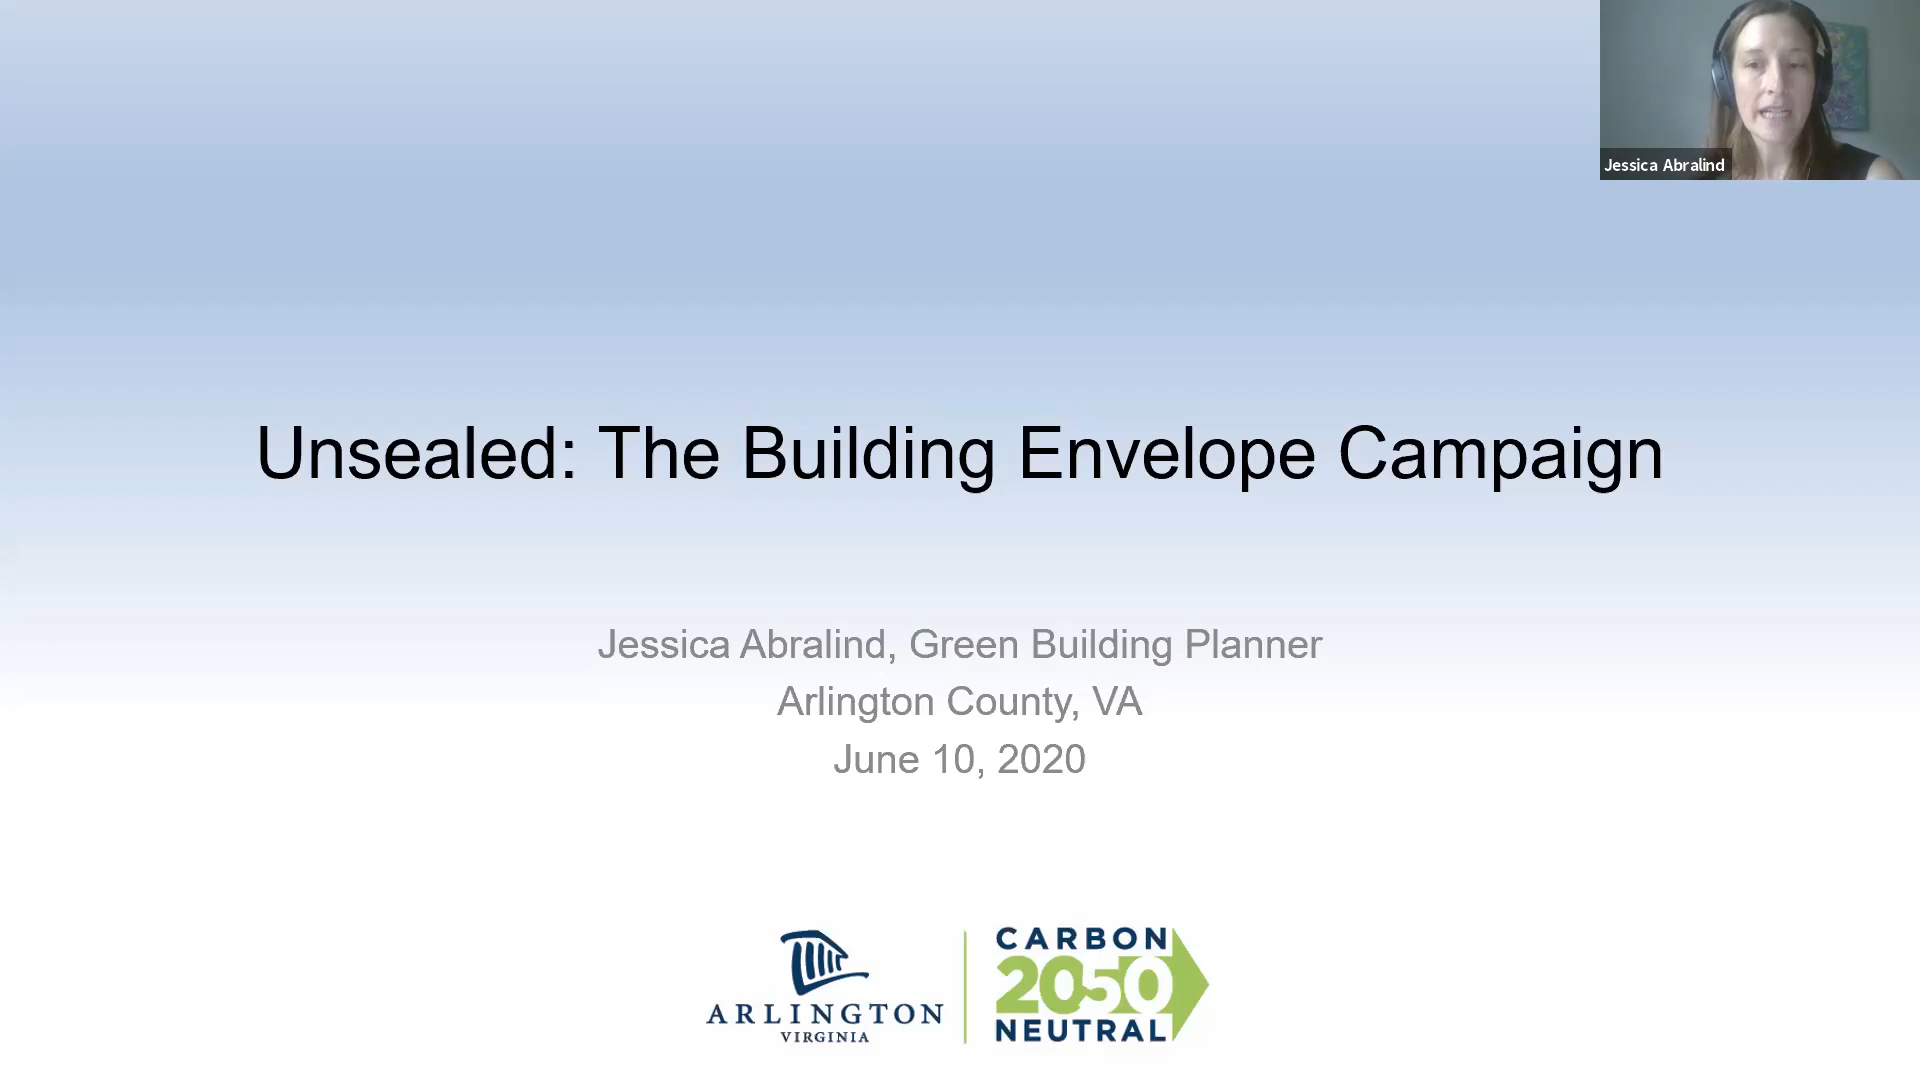 Jessica Abralind
Unsealed: The Building Envelope Campaign
Jessica Abralind, Green Building Planner
Arlington County, VA
June 10, 2020
ARLINGTON
VIRGINIA
CARBON
2050
NEUTRAL